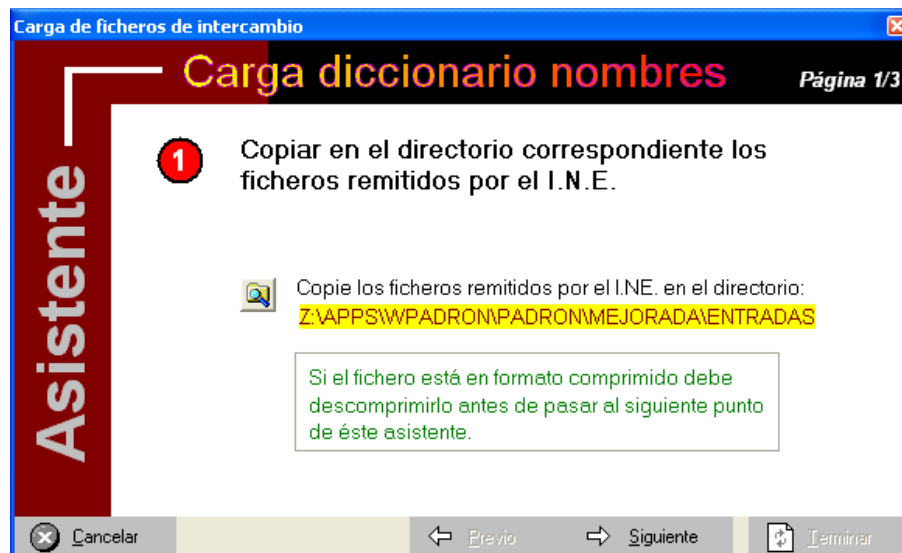 Carga de ficheros de intercambio
Carga diccionario nombres
Página 1/3
Asistente
1
Copiar en el directorio correspondiente los
ficheros remitidos por el I.N.E.
Copie los ficheros remitidos por el I.NE. en el directorio:
Z:\APPS\WPADRON\PADRON\MEJORADA\ENTRADAS
Si el fichero está en formato comprimido debe
descomprimirlo antes de pasar al siguiente punto
de éste asistente.
Cancelar
Previo
Siguiente
Terminar